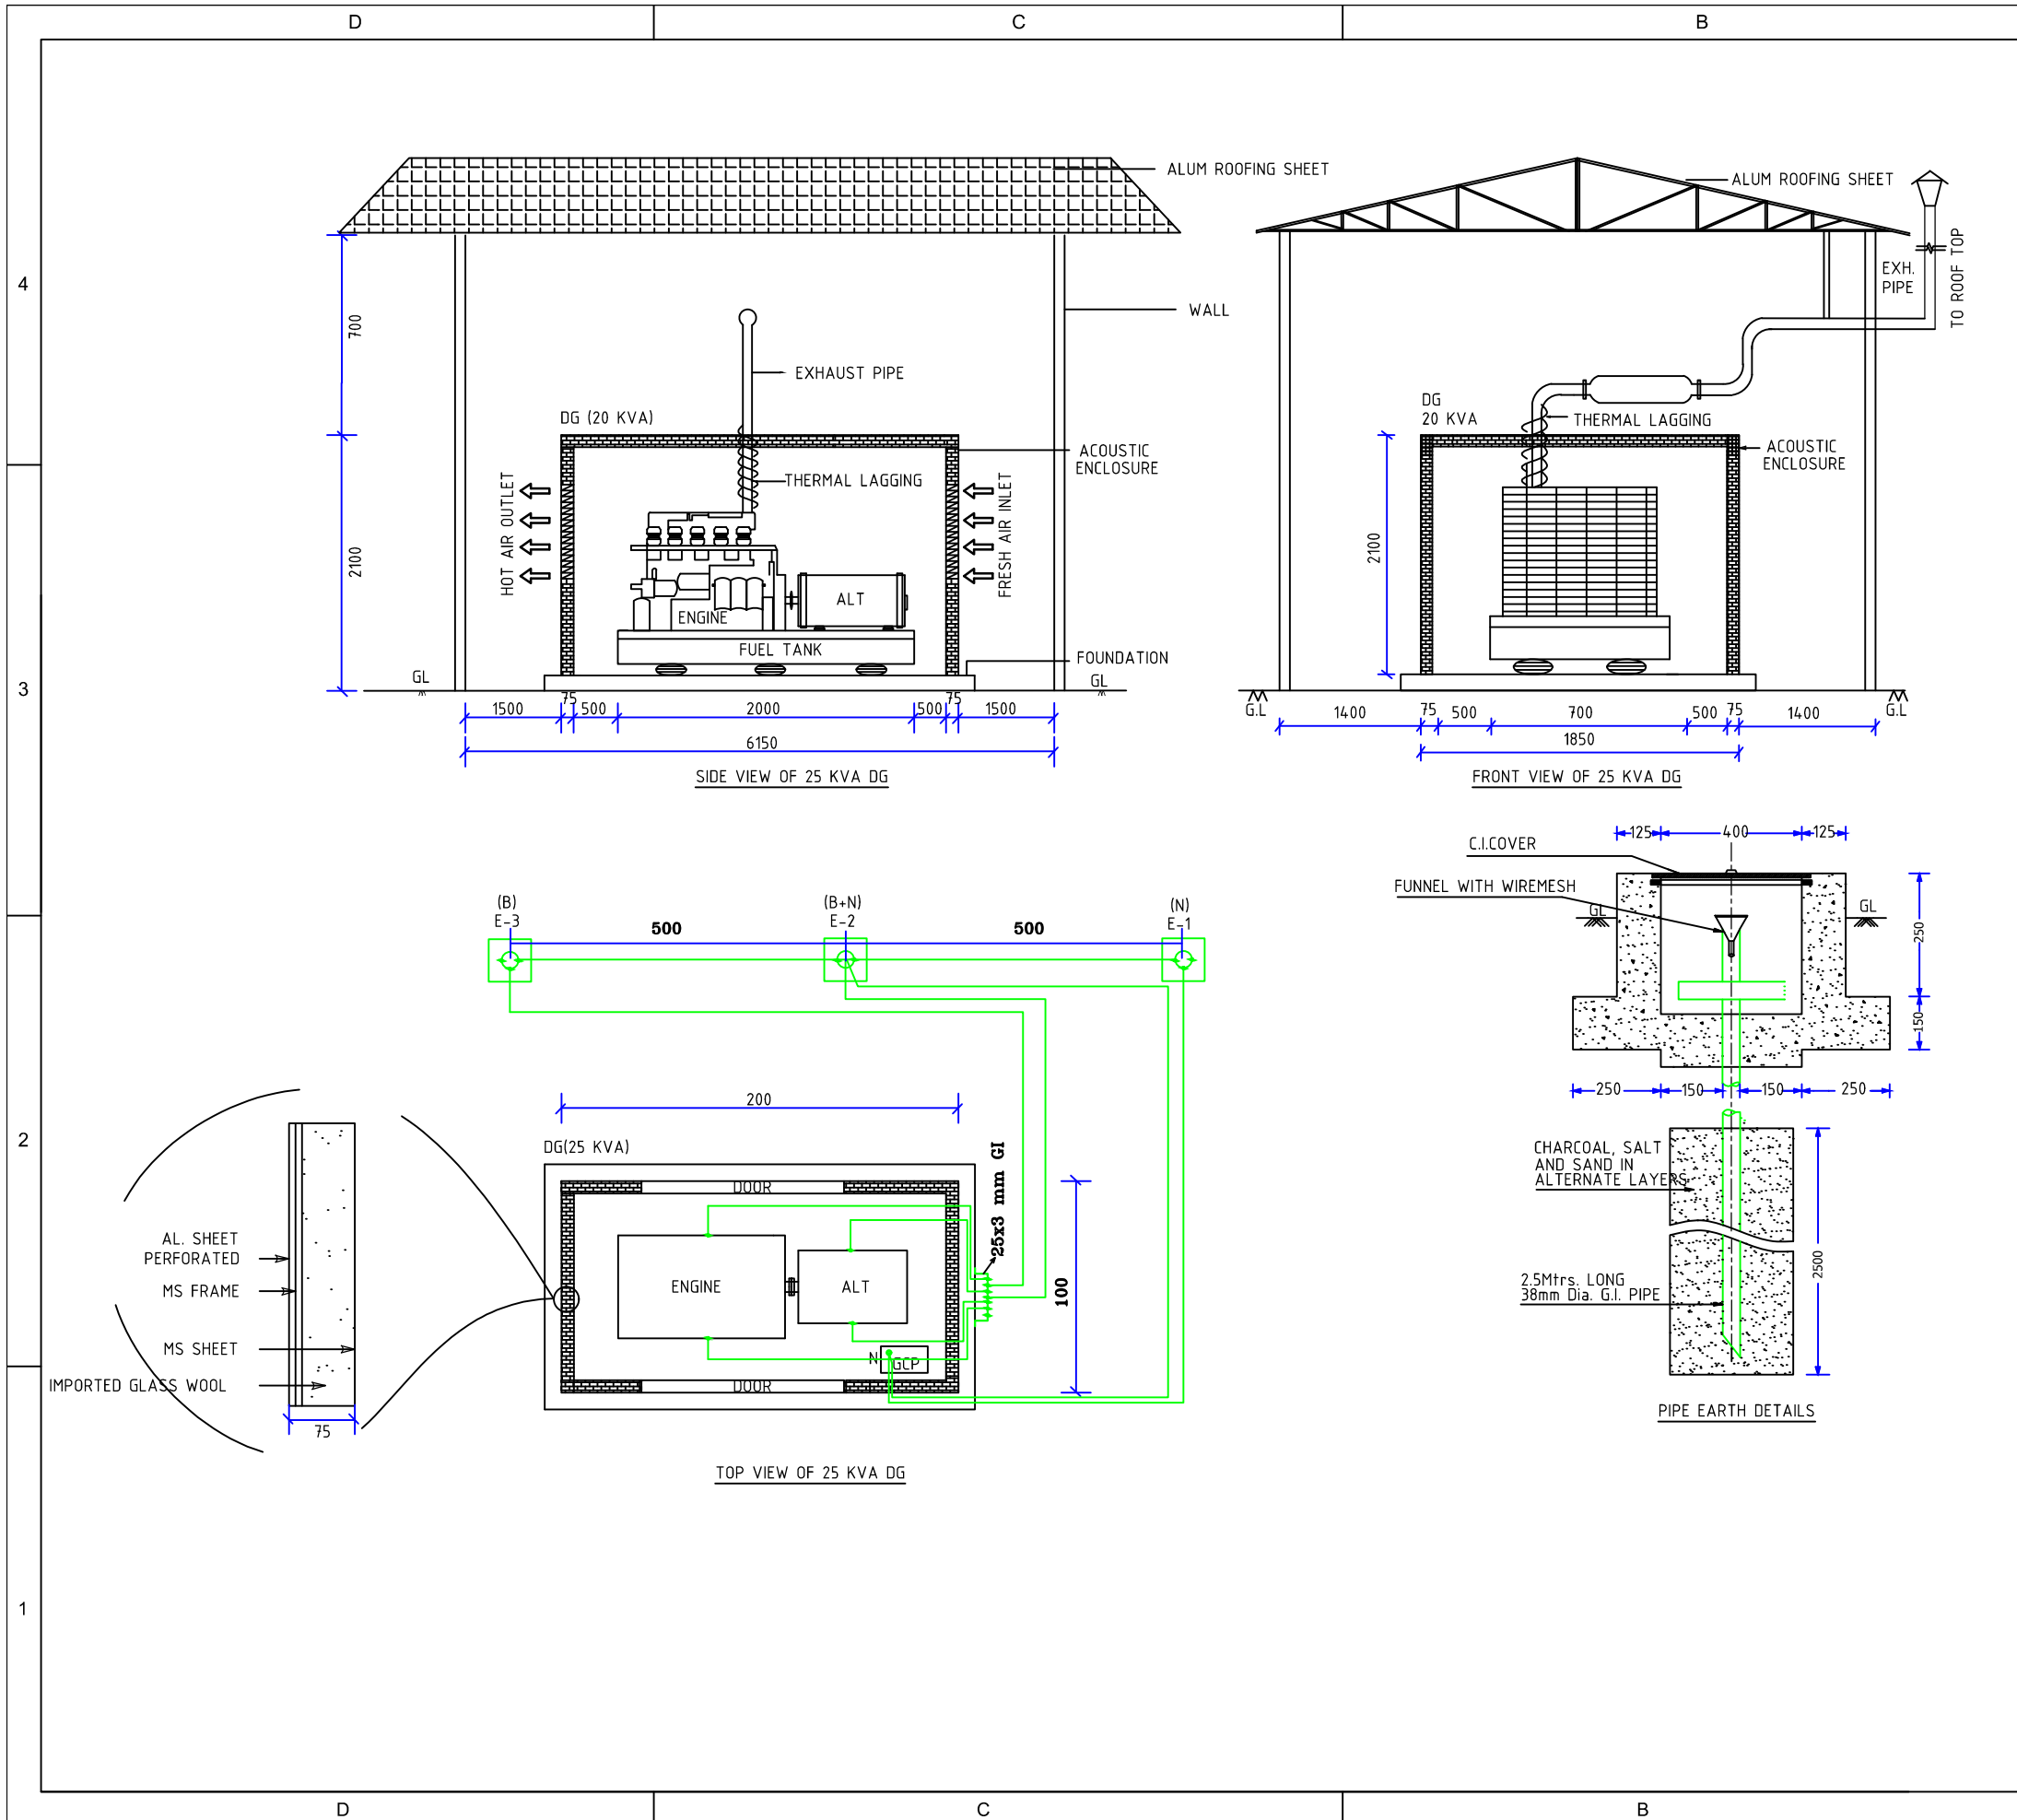 D
C
B
4
3
2
1
ALUM ROOFING SHEET
WALL
EXHAUST PIPE
DG (20 KVA)
ACOUSTIC
ENCLOSURE
THERMAL LAGGING
HOT AIR OUTLET
FRESH AIR INLET
ALT
ENGINE
FUEL TANK
FOUNDATION
GL
GL
700
2100
1500
75
500
2000
500
75
1500
6150
SIDE VIEW OF 25 KVA DG
ALUM ROOFING SHEET
EXH.
PIPE
TO ROOF TOP
DG
20 KVA
THERMAL LAGGING
ACOUSTIC
ENCLOSURE
2100
G.L
G.L
1400
75
500
700
500
75
1400
1850
FRONT VIEW OF 25 KVA DG
(B)
E-3
(B+N)
E-2
(N)
E-1
500
500
200
DG(25 KVA)
DOOR
ENGINE
ALT
N
GCP
DOOR
25x3 mm GI
100
TOP VIEW OF 25 KVA DG
AL. SHEET
PERFORATED
MS FRAME
MS SHEET
IMPORTED GLASS WOOL
75
125
400
125
C.I.COVER
FUNNEL WITH WIREMESH
GL
GL
250
150
250
150
150
250
CHARCOAL, SALT
AND SAND IN
ALTERNATE LAYERS
2.5Mtrs. LONG
38mm Dia. G.I. PIPE
2500
PIPE EARTH DETAILS
D
C
B